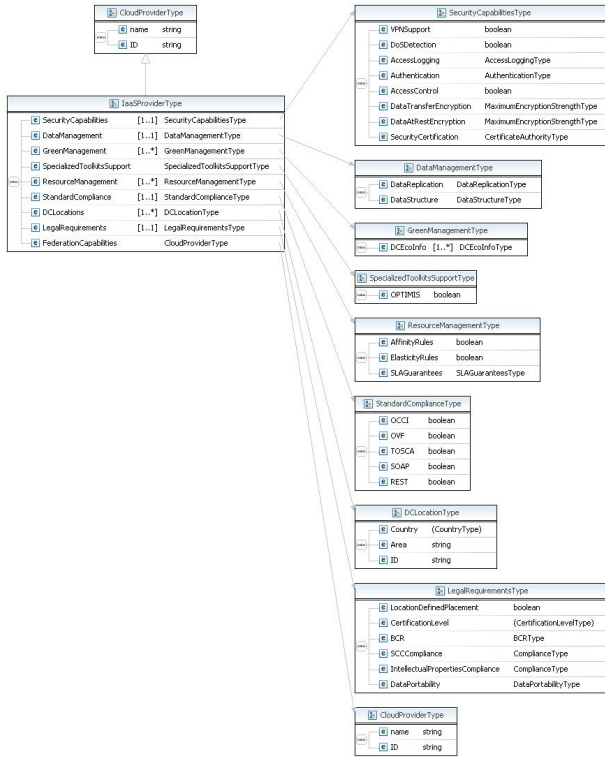 CloudProviderType
e name string
e ID string
IaaSProviderType
e SecurityCapabilities [1..1] SecurityCapabilitiesType
e DataManagement [1..1] DataManagementType
e GreenManagement [1..*] GreenManagementType
e SpecializedToolkitsSupport SpecializedToolkitsSupportType
e ResourceManagement [1..*] ResourceManagementType
e StandardCompliance [1..1] StandardComplianceType
e DCLocations [1..*] DCLocationType
e LegalRequirements [1..1] LegalRequirementsType
e FederationCapabilities CloudProviderType
SecurityCapabilitiesType
e VPNSupport boolean
e DoSDetection boolean
e AccessLogging AccessLoggingType
e Authentication AuthenticationType
e AccessControl boolean
e DataTransferEncryption MaximumEncryptionStrengthType
e DataAtRestEncryption MaximumEncryptionStrengthType
e SecurityCertification CertificateAuthorityType
DataManagementType
e DataReplication DataReplicationType
e DataStructure DataStructureType
GreenManagementType
e DCEcoInfo [1..*] DCEcoInfoType
SpecializedToolkitsSupportType
e OPTIMIS boolean
ResourceManagementType
e AffinityRules boolean
e ElasticityRules boolean
e SLAGuarantees SLAGuaranteesType
StandardComplianceType
e OCCI boolean
e OVF boolean
e TOSCA boolean
e SOAP boolean
e REST boolean
DCLocationType
e Country (CountryType)
e Area string
e ID string
LegalRequirementsType
e LocationDefinedPlacement boolean
e CertificationLevel (CertificationLevelType)
e BCR BCRType
e SCCCompliance ComplianceType
e IntellectualPropertiesCompliance ComplianceType
e DataPortability DataPortabilityType
CloudProviderType
e name string
e ID string